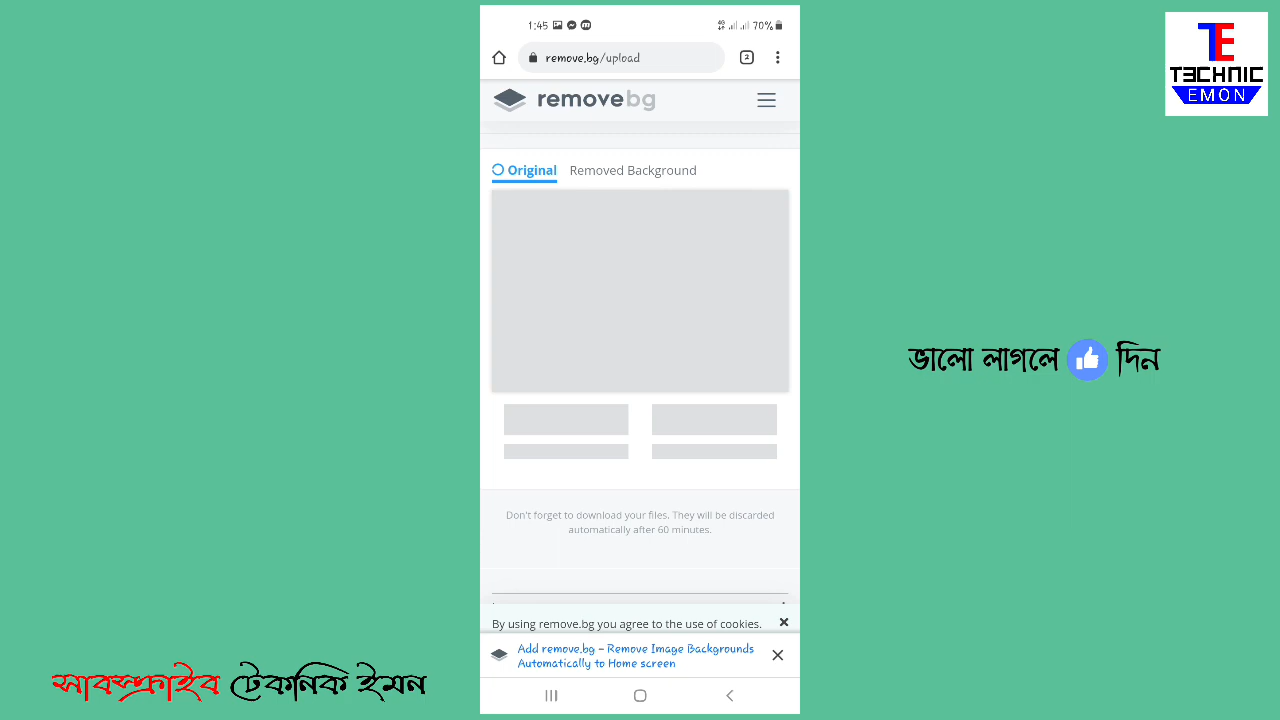 1:45
70%
remove.bg/upload
2
removebg
Original Removed Background
Don't forget to download your files. They will be discarded
automatically after 60 minutes.
By using remove.bg you agree to the use of cookies.
Add remove.bg – Remove Image Backgrounds
Automatically to Home screen
TE
TECHNIC
EMON
ভালো লাগলে দিন
সাবস্ক্রাইব টেকনিক ইমন